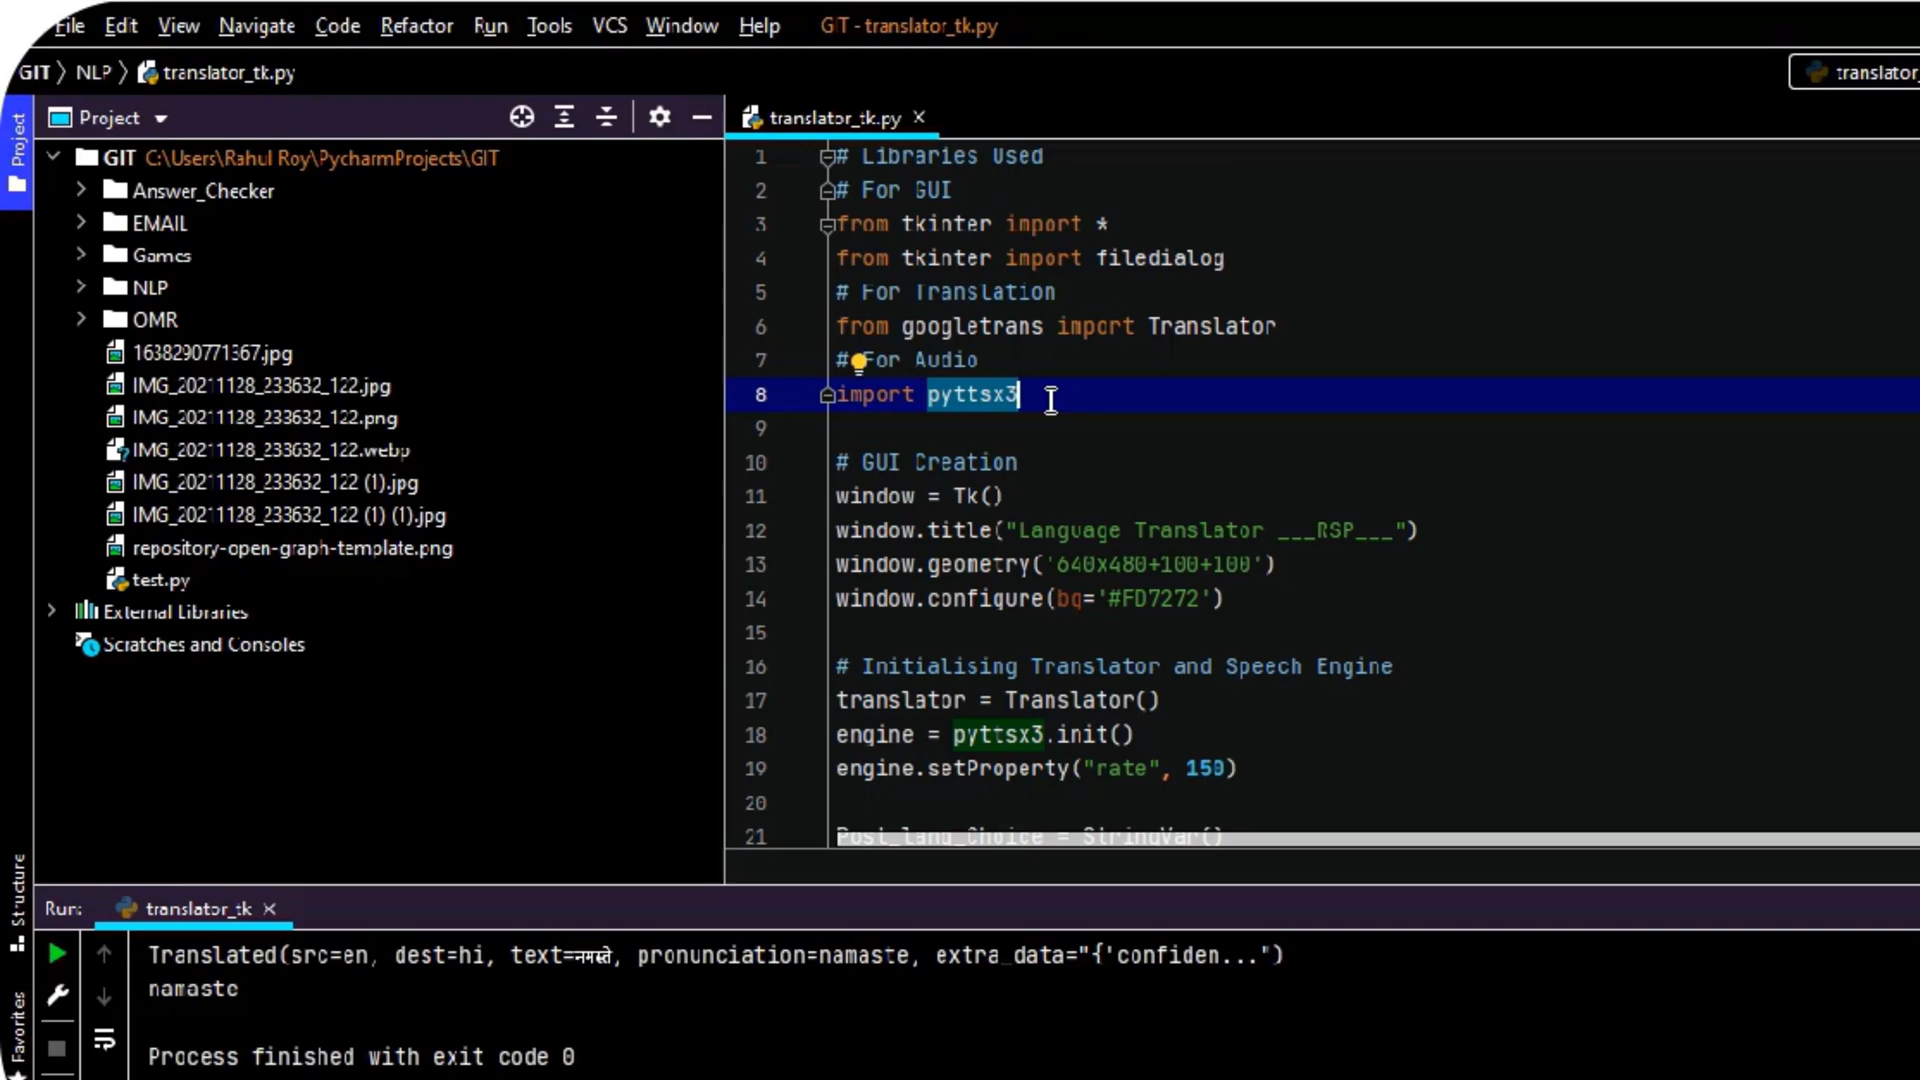 File Edit View Navigate Code Refactor Run Tools VCS Window Help GIT - translator_tk.py
GIT NLP translator_tk.py
translator_
Project
Project
translator_tk.py
GIT C:\Users\Rahul Roy\PycharmProjects\GIT
Answer_Checker
EMAIL
Games
NLP
OMR
1638290771367.jpg
IMG_20211128_233632_122.jpg
IMG_20211128_233632_122.png
IMG_20211128_233632_122.webp
IMG_20211128_233632_122 (1).jpg
IMG_20211128_233632_122 (1) (1).jpg
repository-open-graph-template.png
test.py
External Libraries
Scratches and Consoles
1 # Libraries Used
2 # For GUI
3 from tkinter import *
4 from tkinter import filedialog
5 # For Translation
6 from googletrans import Translator
7 # For Audio
8 import pyttsx3
9
10 # GUI Creation
11 window = Tk()
12 window.title("Language Translator ___RSP___")
13 window.geometry('640x480+100+100')
14 window.configure(bg='#FD7272')
15
16 # Initialising Translator and Speech Engine
17 translator = Translator()
18 engine = pyttsx3.init()
19 engine.setProperty("rate", 150)
20
21 Post_lang_Choice = StringVar()
Structure
Favorites
Run: translator_tk
Translated(src=en, dest=hi, text=नमस्ते, pronunciation=namaste, extra_data="{'confiden...")
namaste
Process finished with exit code 0